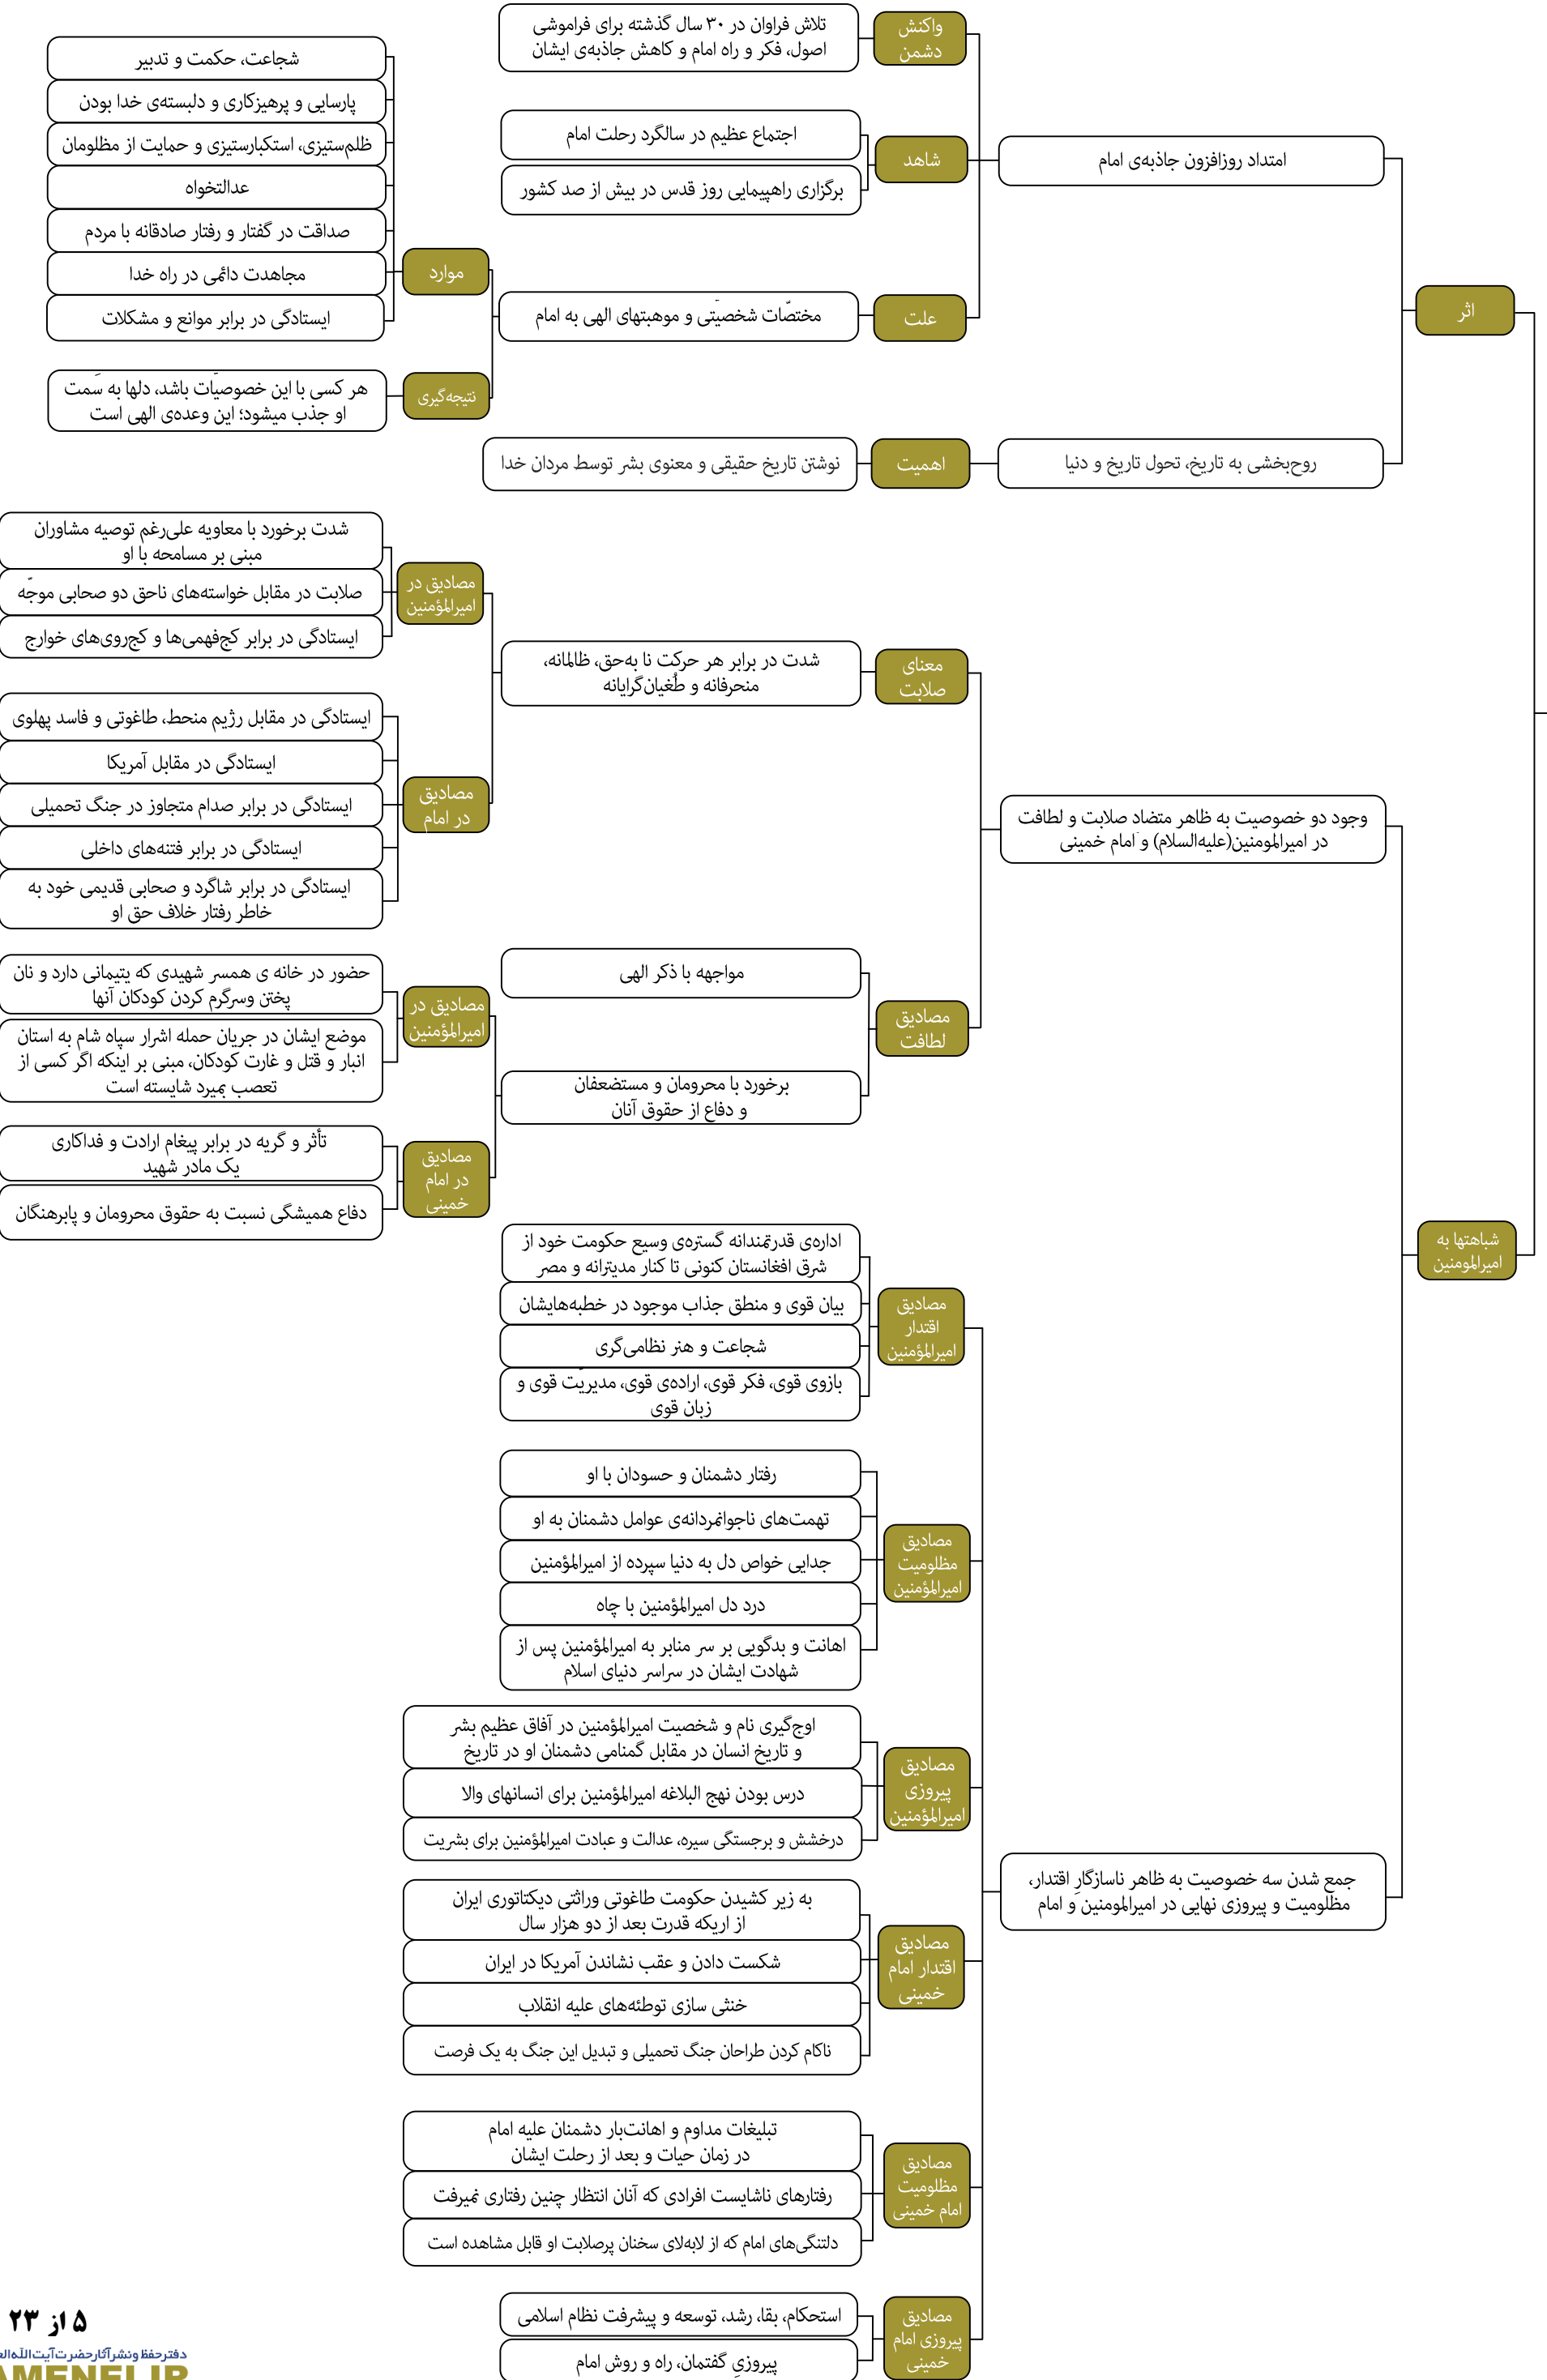 اثر
امتداد روزافزون جاذبه‌ی امام
واکنش
دشمن
تلاش فراوان در ۳۰ سال گذشته برای فراموشی
اصول، فکر و راه امام و کاهش جاذبه‌ی ایشان
شاهد
اجتماع عظیم در سالگرد رحلت امام
برگزاری راهپیمایی روز قدس در بیش از صد کشور
علت
مختصّات شخصیّتی و موهبتهای الهی به امام
موارد
شجاعت، حکمت و تدبیر
پارسایی و پرهیزکاری و دلبسته‌ی خدا بودن
ظلم‌ستیزی، استکبارستیزی و حمایت از مظلومان
عدالتخواه
صداقت در گفتار و رفتار صادقانه با مردم
مجاهدت دائمی در راه خدا
ایستادگی در برابر موانع و مشکلات
نتیجه‌گیری
هر کسی با این خصوصیّات باشد، دلها به سَمت
او جذب میشود؛ این وعده‌ی الهی است
روح‌بخشی به تاریخ، تحول تاریخ و دنیا
اهمیت
نوشتن تاریخ حقیقی و معنوی بشر توسط مردان خدا
شباهتها به
امیرالمومنین
وجود دو خصوصیت به ظاهر متضاد صلابت و لطافت
در امیرالمومنین(علیه‌السلام) و امام خمینی
معنای
صلابت
شدت در برابر هر حرکت نا به‌حق، ظالمانه،
منحرفانه و طُغیان‌گرایانه
مصادیق در
امیرالمؤمنین
شدت برخورد با معاویه علی‌رغم توصیه مشاوران
مبنی بر مسامحه با او
صلابت در مقابل خواسته‌های ناحق دو صحابی موجّه
ایستادگی در برابر کج‌فهمی‌ها و کج‌روی‌های خوارج
مصادیق
در امام
ایستادگی در مقابل رژیم منحط، طاغوتی و فاسد پهلوی
ایستادگی در مقابل آمریکا
ایستادگی در برابر صدام متجاوز در جنگ تحمیلی
ایستادگی در برابر فتنه‌های داخلی
ایستادگی در برابر شاگرد و صحابی قدیمی خود به
خاطر رفتار خلاف حق او
مصادیق
لطافت
مواجهه با ذکر الهی
برخورد با محرومان و مستضعفان
و دفاع از حقوق آنان
مصادیق در
امیرالمؤمنین
حضور در خانه ی همسر شهیدی که یتیمانی دارد و نان
پختن وسرگرم کردن کودکان آنها
موضع ایشان در جریان حمله اشرار سپاه شام به استان
انبار و قتل و غارت کودکان، مبنی بر اینکه اگر کسی از
تعصب بمیرد شایسته است
مصادیق
در امام
خمینی
تأثر و گریه در برابر پیغام ارادت و فداکاری
یک مادر شهید
دفاع همیشگی نسبت به حقوق محرومان و پابرهنگان
جمع شدن سه خصوصیت به ظاهر ناسازگارِ اقتدار،
مظلومیت و پیروزی نهایی در امیرالمومنین و امام
مصادیق
اقتدار
امیرالمؤمنین
اداره‌ی قدرتمندانه گستره‌ی وسیع حکومت خود از
شرق افغانستان کنونی تا کنار مدیترانه و مصر
بیان قوی و منطق جذاب موجود در خطبه‌هایشان
شجاعت و هنر نظامی‌گری
بازوی قوی، فکر قوی، اراده‌ی قوی، مدیریّت قوی و
زبان قوی
مصادیق
مظلومیت
امیرالمؤمنین
رفتار دشمنان و حسودان با او
تهمت‌های ناجوانمردانه‌ی عوامل دشمنان به او
جدایی خواص دل به دنیا سپرده از امیرالمؤمنین
درد دل امیرالمؤمنین با چاه
اهانت و بدگویی بر سر منابر به امیرالمؤمنین پس از
شهادت ایشان در سراسر دنیای اسلام
مصادیق
پیروزی
امیرالمؤمنین
اوج‌گیری نام و شخصیت امیرالمؤمنین در آفاق عظیم بشر
و تاریخ انسان در مقابل گمنامی دشمنان او در تاریخ
درس بودن نهج البلاغه امیرالمؤمنین برای انسانهای والا
درخشش و برجستگی سیره، عدالت و عبادت امیرالمؤمنین برای بشریت
مصادیق
اقتدار امام
خمینی
به زیر کشیدن حکومت طاغوتی وراثتی دیکتاتوری ایران
از اریکه قدرت بعد از دو هزار سال
شکست دادن و عقب نشاندن آمریکا در ایران
خنثی سازی توطئه‌های علیه انقلاب
ناکام کردن طراحان جنگ تحمیلی و تبدیل این جنگ به یک فرصت
مصادیق
مظلومیت
امام خمینی
تبلیغات مداوم و اهانت‌بار دشمنان علیه امام
در زمان حیات و بعد از رحلت ایشان
رفتارهای ناشایست افرادی که آنان انتظار چنین رفتاری نمیرفت
دلتنگی‌های امام که از لابه‌لای سخنان پرصلابت او قابل مشاهده است
مصادیق
پیروزی امام
خمینی
استحکام، بقا، رشد، توسعه و پیشرفت نظام اسلامی
پیروزیِ گفتمان، راه و روش امام
۵ از ۲۳
دفتر حفظ و نشر آثار حضرت آیت الله